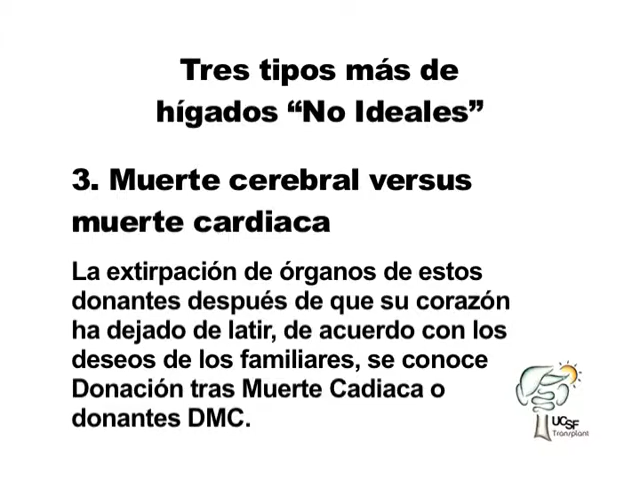 Tres tipos más de
hígados “No Ideales”
3. Muerte cerebral versus
muerte cardiaca
La extirpación de órganos de estos
donantes después de que su corazón
ha dejado de latir, de acuerdo con los
deseos de los familiares, se conoce
Donación tras Muerte Cadiaca o
donantes DMC.
UCSF
Transplant